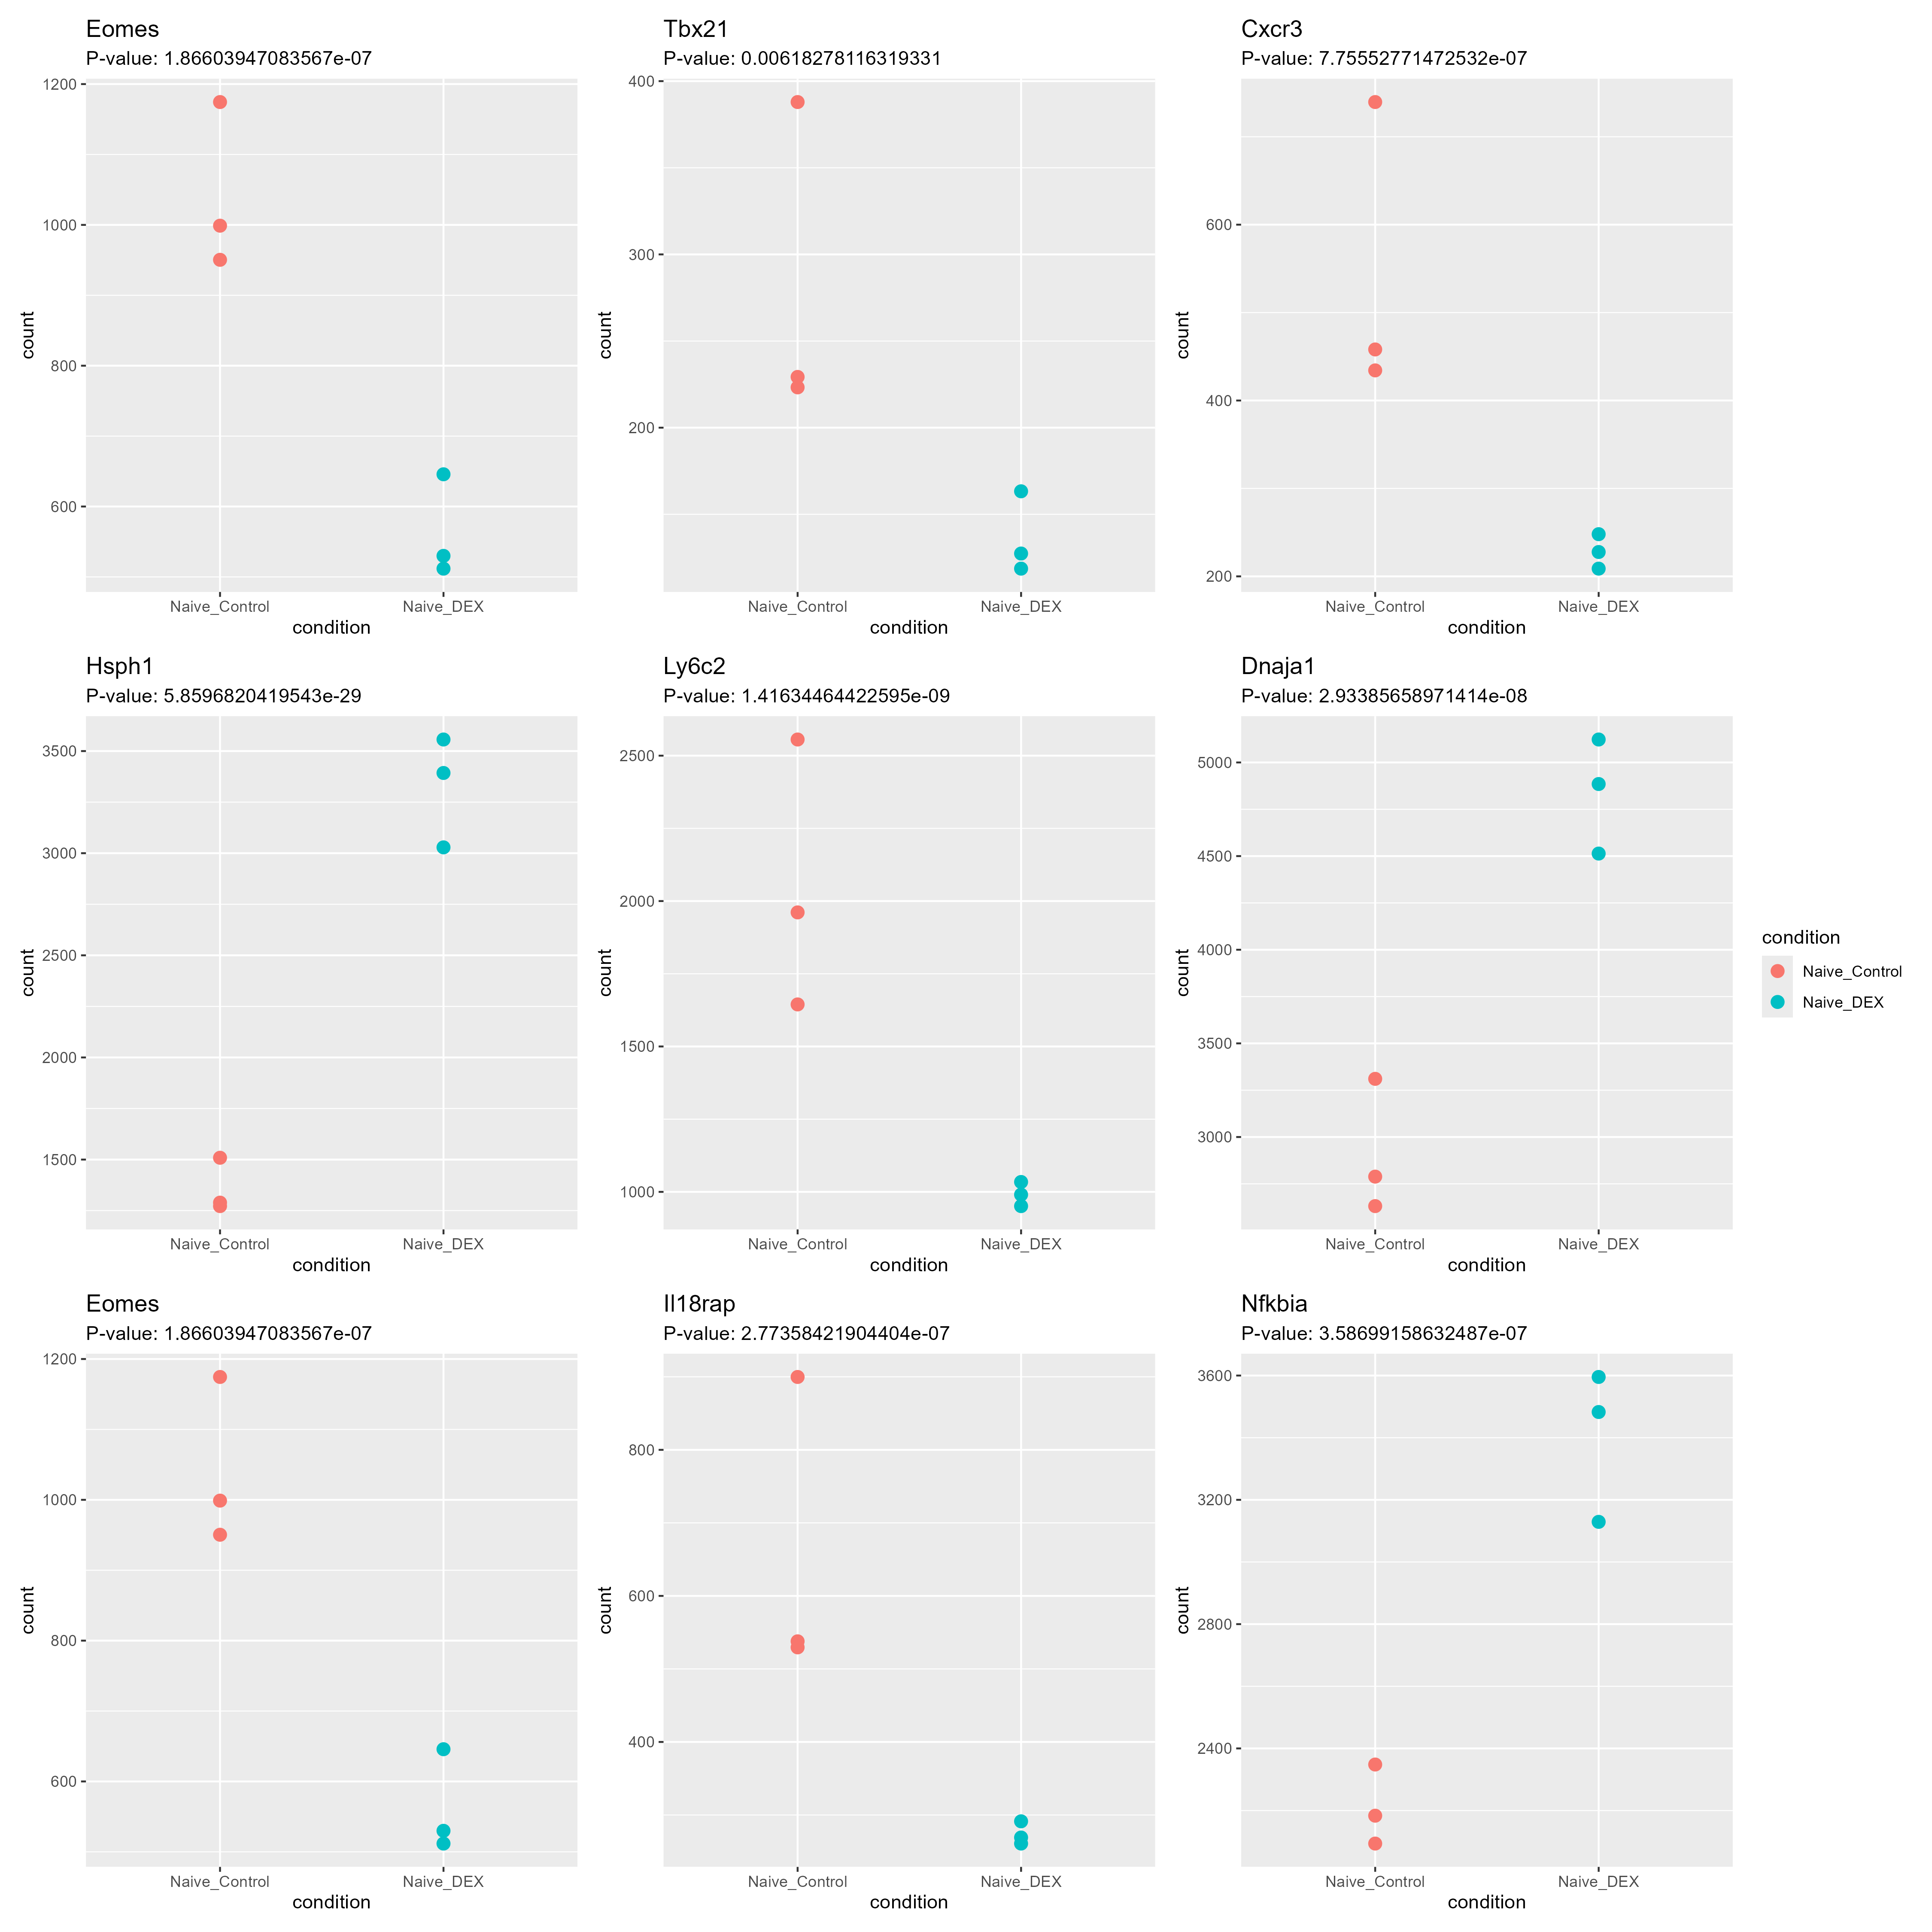 Eomes
P-value: 1.86603947083567e-07
1200
1000
800
600
count
Naive_Control Naive_DEX
condition
Tbx21
P-value: 0.00618278116319331
400
300
200
count
Naive_Control Naive_DEX
condition
Cxcr3
P-value: 7.75552771472532e-07
600
400
200
count
Naive_Control Naive_DEX
condition
Hsph1
P-value: 5.8596820419543e-29
3500
3000
2500
2000
1500
count
Naive_Control Naive_DEX
condition
Ly6c2
P-value: 1.41634464422595e-09
2500
2000
1500
1000
count
Naive_Control Naive_DEX
condition
Dnaja1
P-value: 2.93385658971414e-08
5000
4500
4000
3500
3000
count
Naive_Control Naive_DEX
condition
condition
Naive_Control
Naive_DEX
Eomes
P-value: 1.86603947083567e-07
1200
1000
800
600
count
Naive_Control Naive_DEX
condition
Il18rap
P-value: 2.77358421904404e-07
800
600
400
count
Naive_Control Naive_DEX
condition
Nfkbia
P-value: 3.58699158632487e-07
3600
3200
2800
2400
count
Naive_Control Naive_DEX
condition